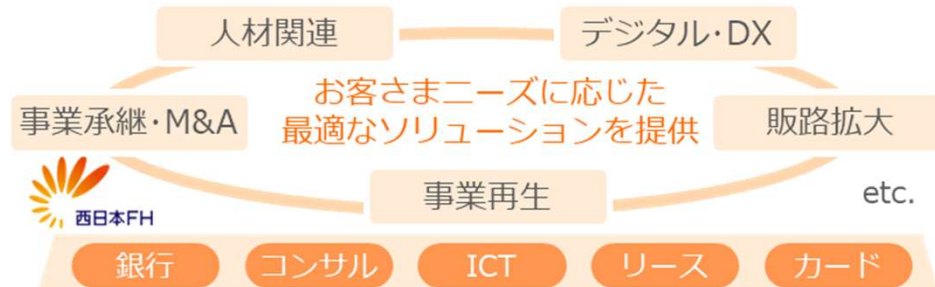 人材関連
デジタル・DX
お客さまニーズに応じた
最適なソリューションを提供
事業承継・M&A
販路拡大
事業再生
etc.
西日本FH
銀行
コンサル
ICT
リース
カード